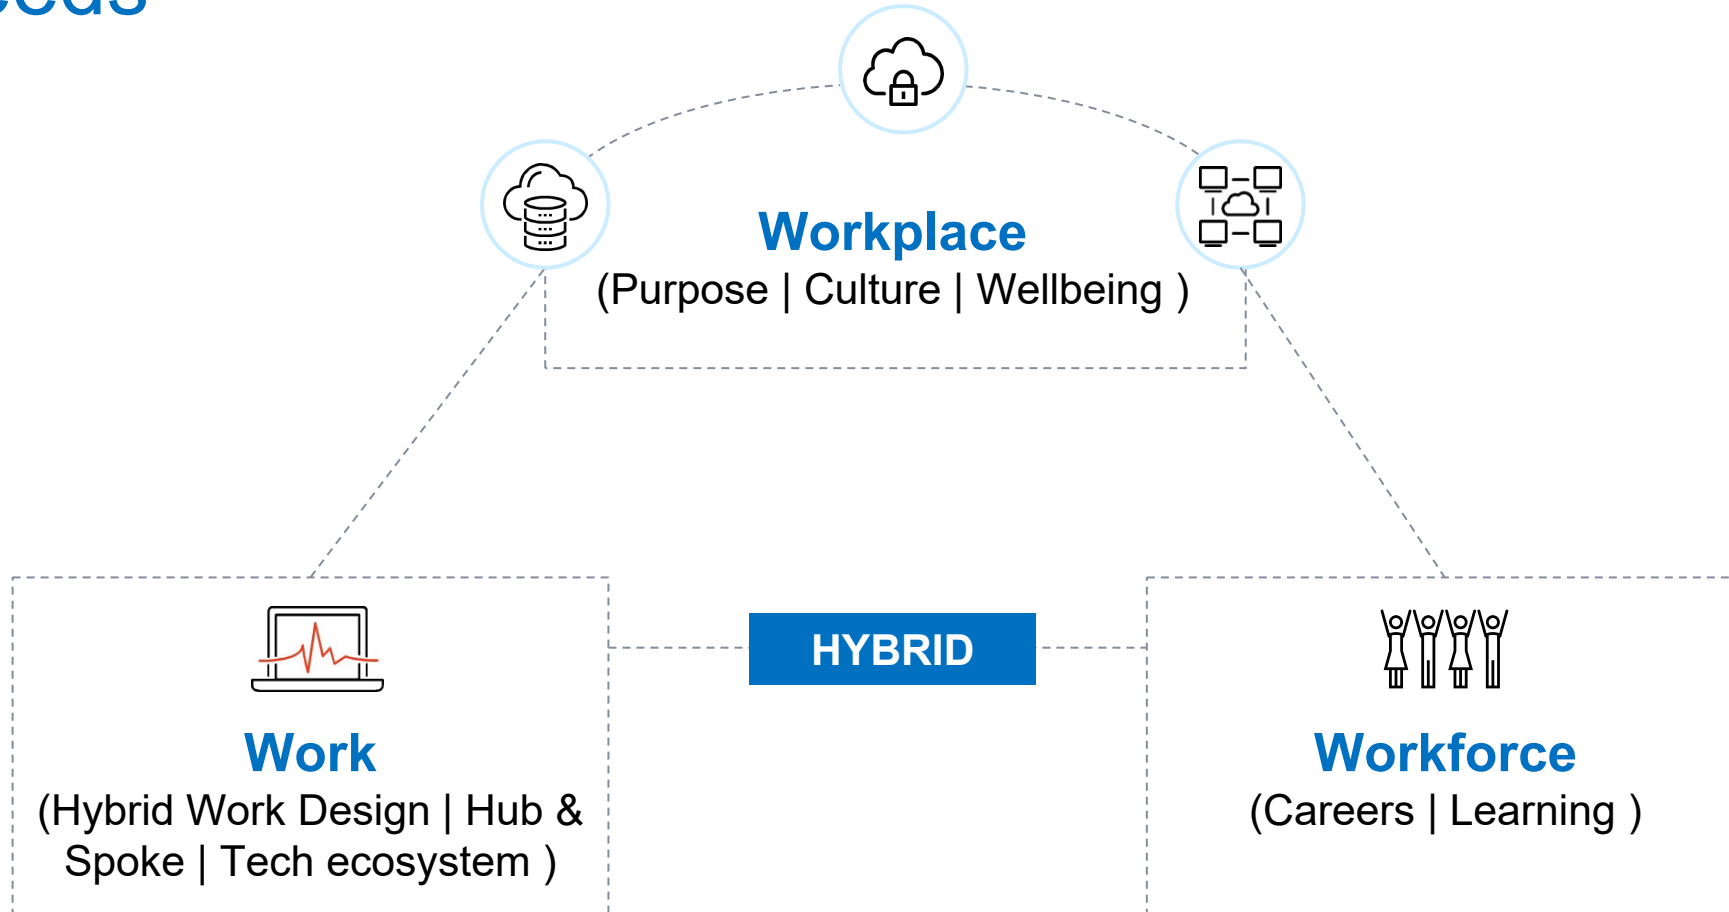 Workplace
(Purpose | Culture | Wellbeing )
HYBRID
Work
(Hybrid Work Design | Hub &
Spoke | Tech ecosystem )
Workforce
(Careers | Learning )